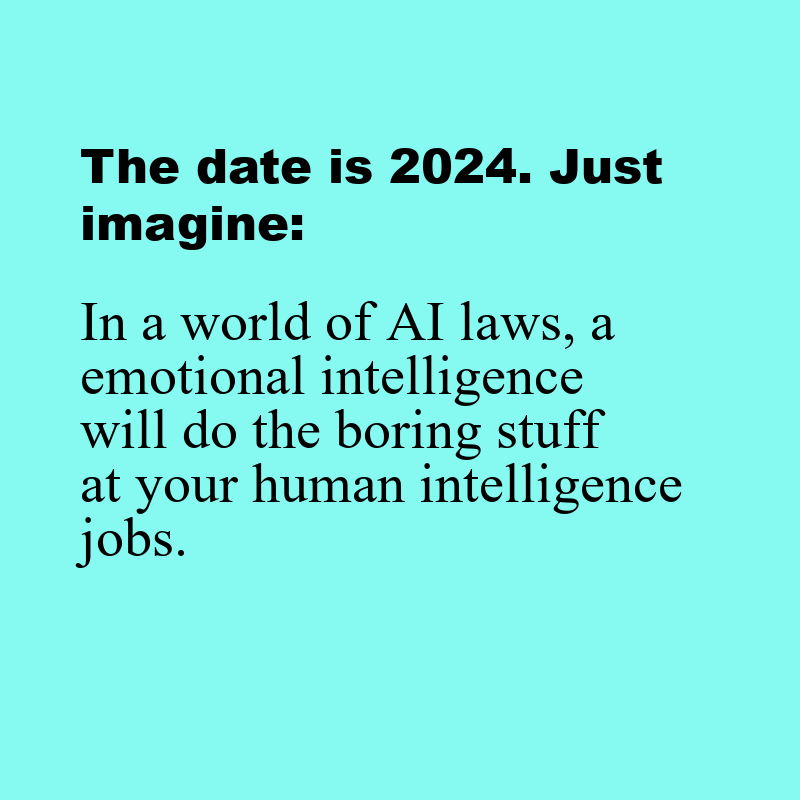 The date is 2024. Just
imagine:
In a world of AI laws, a
emotional intelligence
will do the boring stuff
at your human intelligence
jobs.